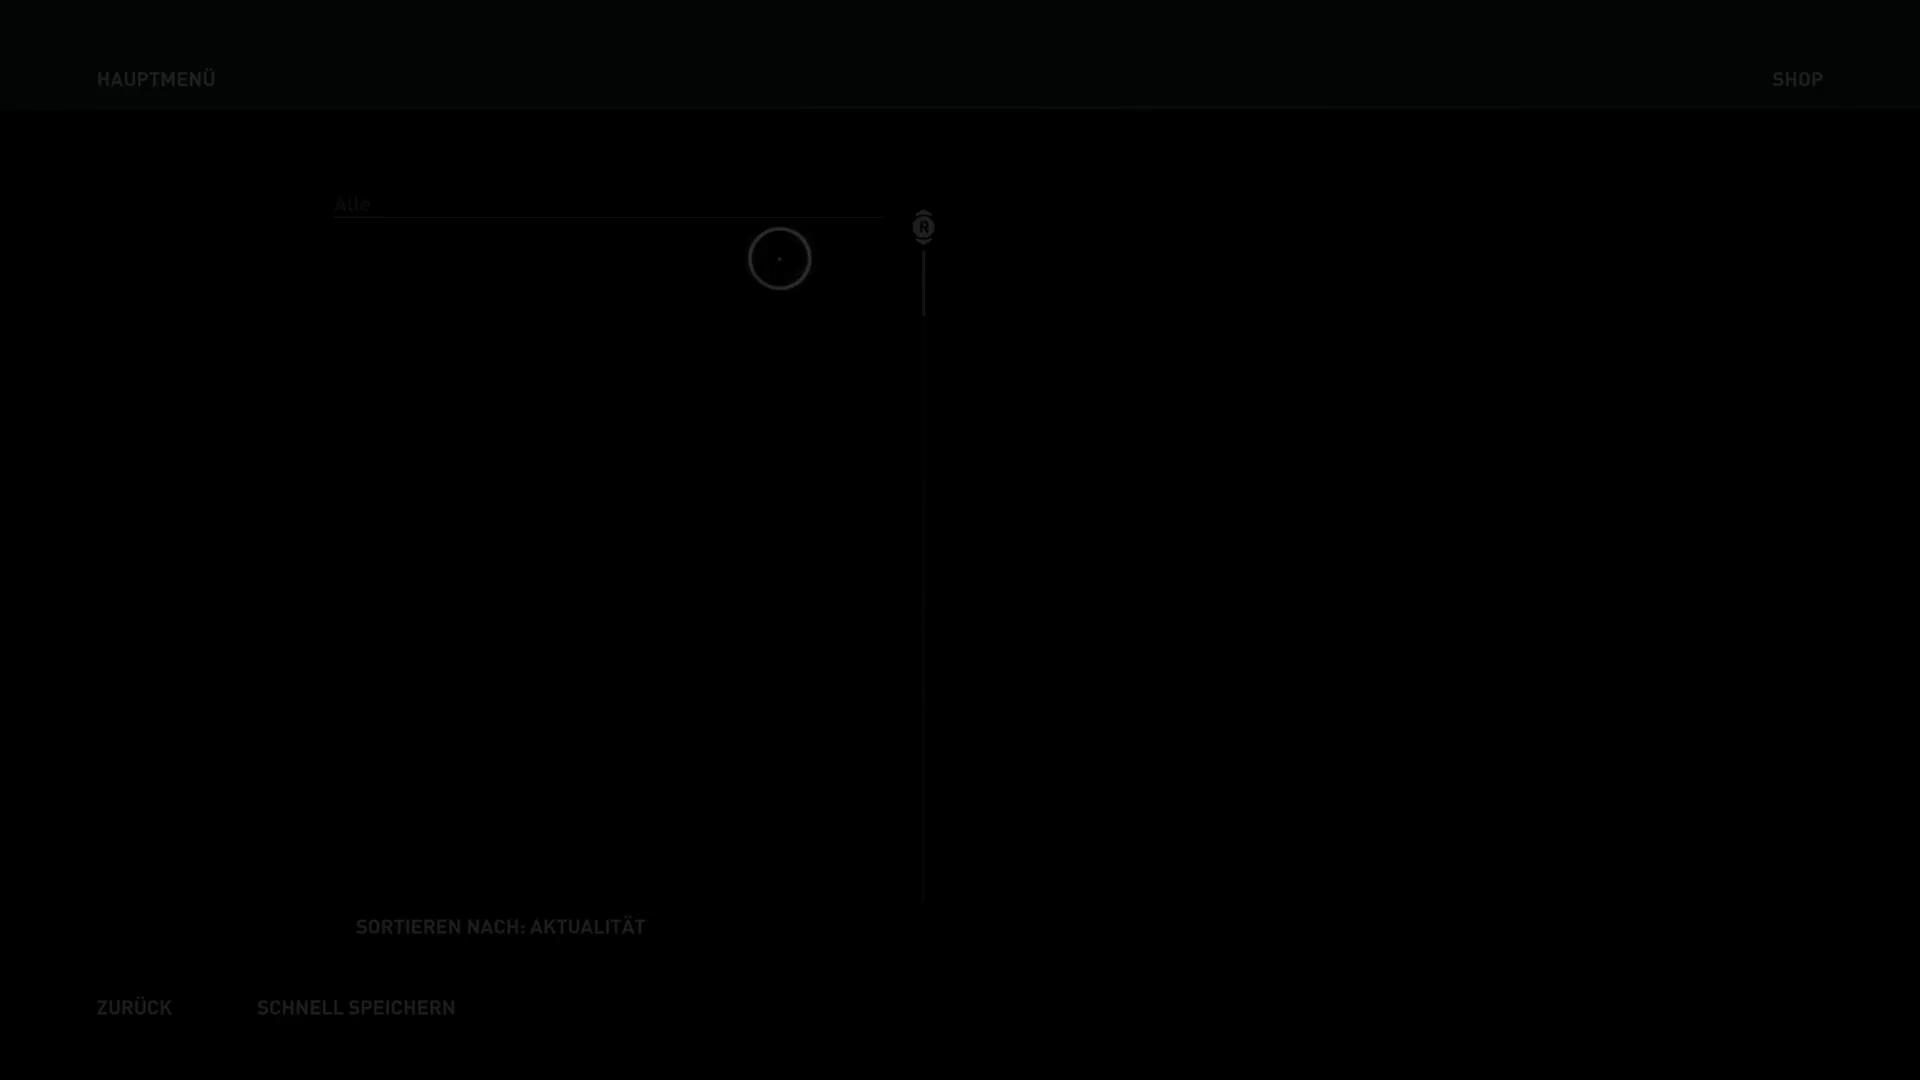 HAUPTMENÜ
SHOP
Alle
R
SORTIEREN NACH: AKTUALITÄT
ZURÜCK
SCHNELL SPEICHERN